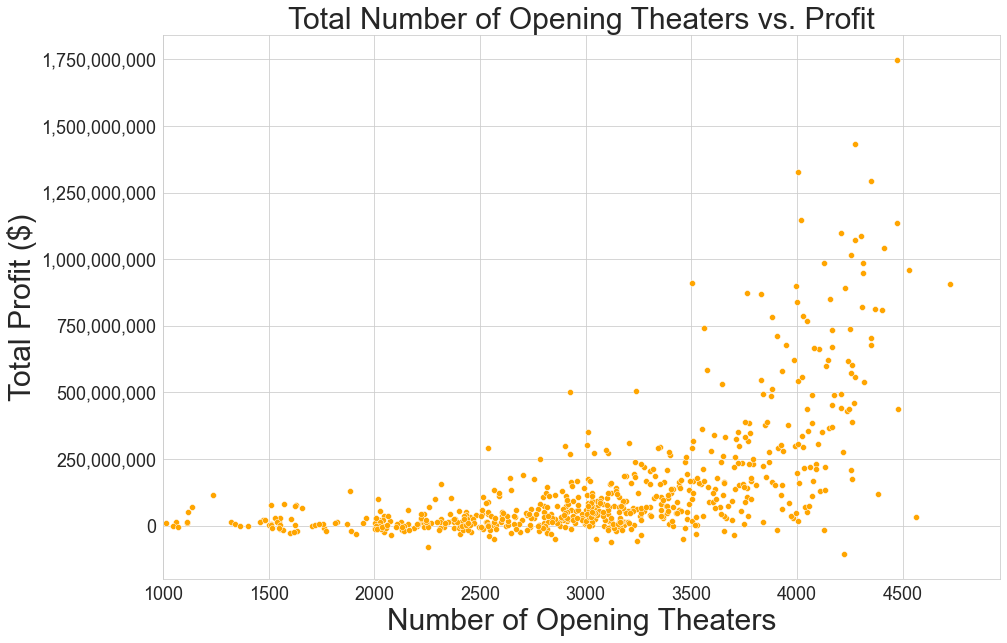 Total Number of Opening Theaters vs. Profit
Total Profit ($)
1,750,000,000
1,500,000,000
1,250,000,000
1,000,000,000
750,000,000
500,000,000
250,000,000
0
1000 1500 2000 2500 3000 3500 4000 4500
Number of Opening Theaters